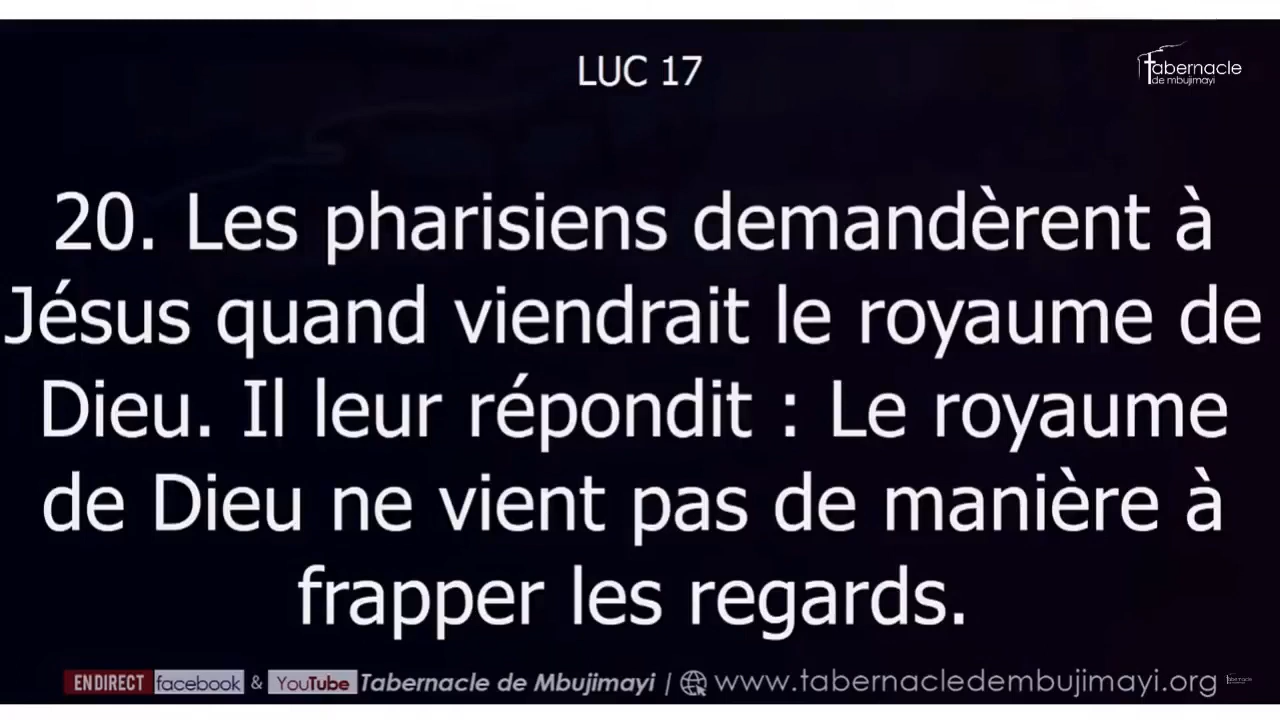 LUC 17
Tabernacle
de mbujimayi
20. Les pharisiens demandèrent à
Jésus quand viendrait le royaume de
Dieu. Il leur répondit : Le royaume
de Dieu ne vient pas de manière à
frapper les regards.
EN DIRECT facebook & YouTube Tabernacle de Mbujimayi | www.tabernacledembujimayi.org